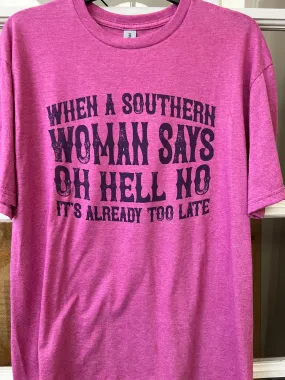 WHEN A SOUTHERN
WOMAN SAYS
OH HELL NO
IT'S ALREADY TOO LATE